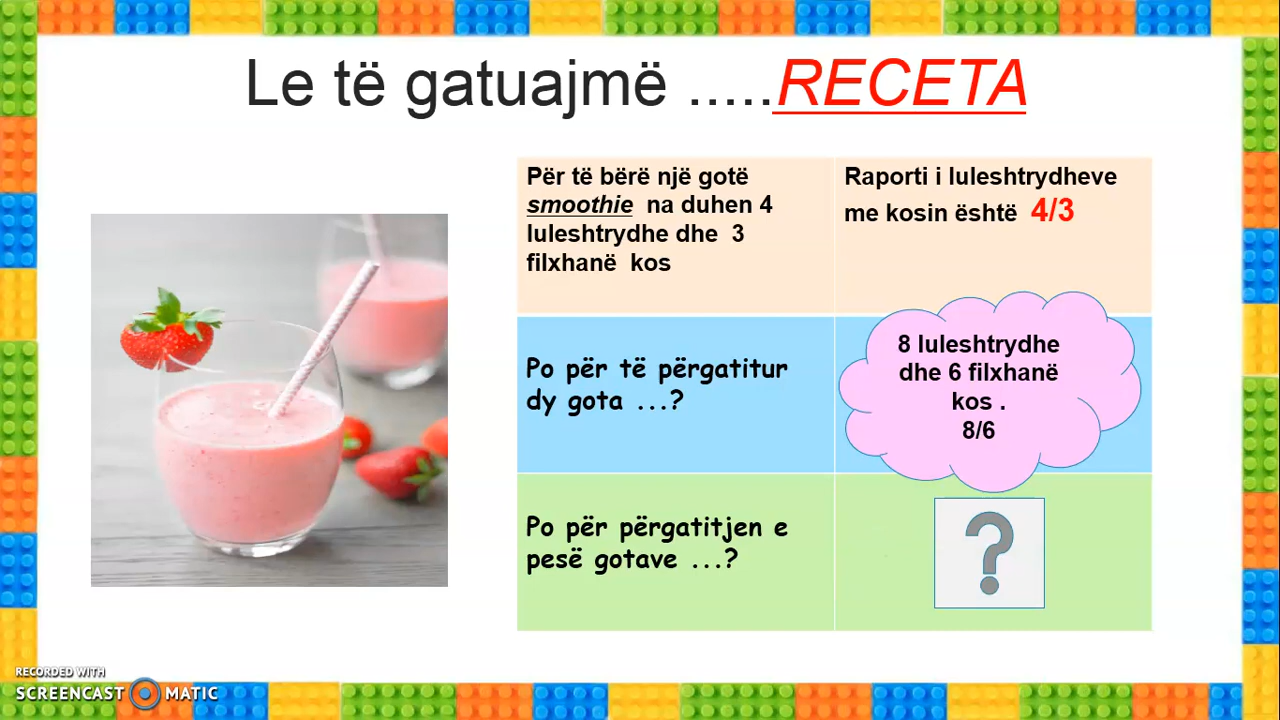 Le të gatuajmë .....RECETA
Për të bërë një gotë
smoothie na duhen 4
luleshtrydhe dhe 3
filxhanë kos
Raporti i luleshtrydheve
me kosin është 4/3
Po për të përgatitur
dy gota ...?
8 luleshtrydhe
dhe 6 filxhanë
kos .
8/6
Po për përgatitjen e
pesë gotave ...?
?
RECORDED WITH
SCREENCAST MATIC